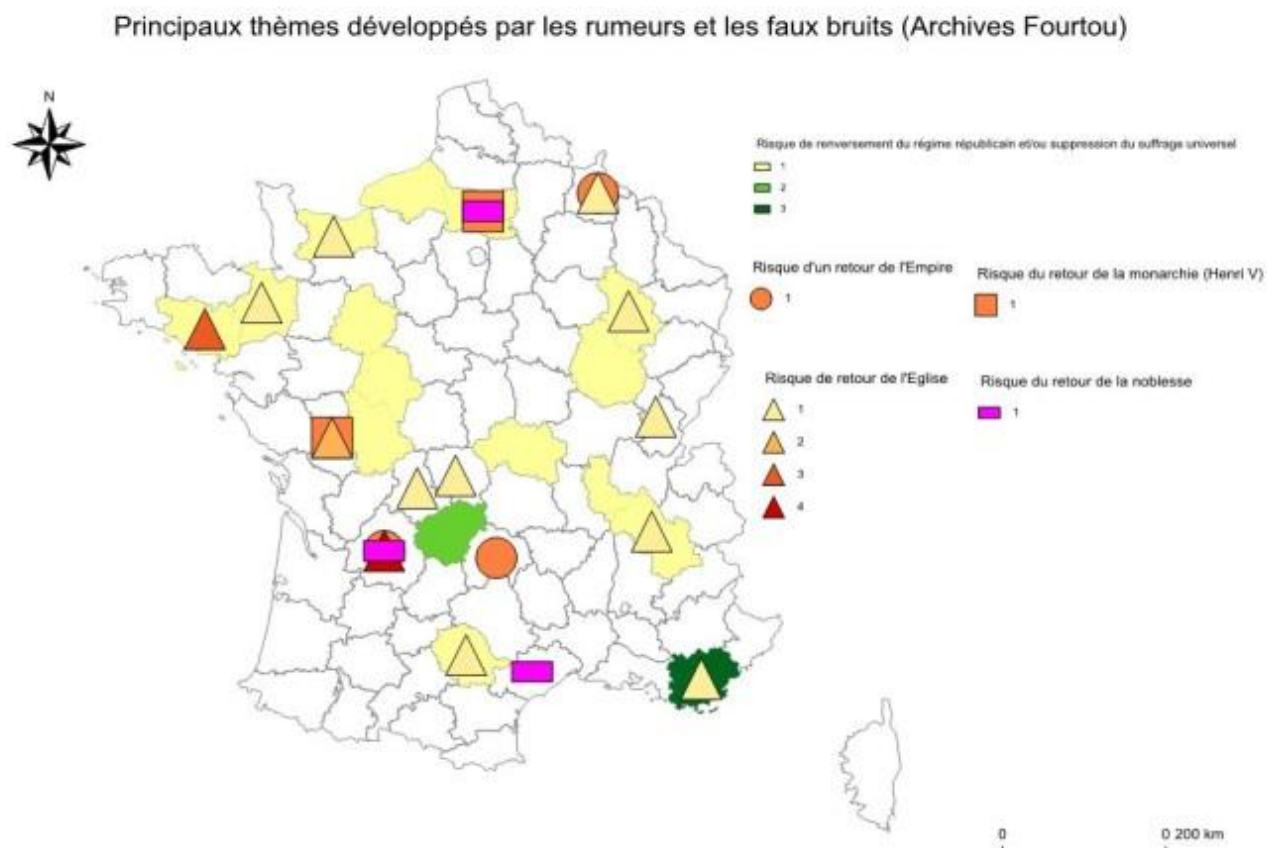 Principaux thèmes développés par les rumeurs et les faux bruits (Archives Fourtou)
N
Risque de renversement du régime républicain et/ou suppression du suffrage universel
1
2
3
Risque d'un retour de l'Empire
1
Risque du retour de la monarchie (Henri V)
1
Risque de retour de l'Eglise
1
2
3
4
Risque du retour de la noblesse
1
0
0 200 km